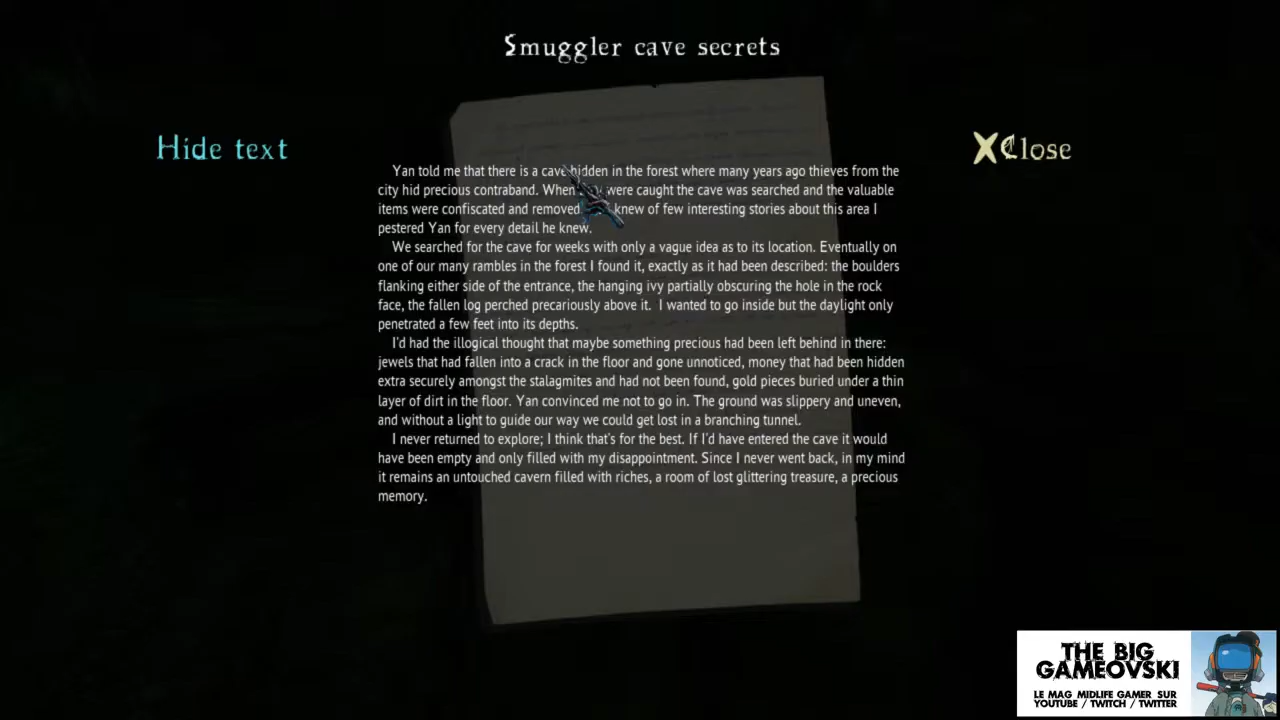 Smuggler cave secrets
Hide text
Close
Yan told me that there is a cave hidden in the forest where many years ago thieves from the
city hid precious contraband. When were caught the cave was searched and the valuable
items were confiscated and removed knew of few interesting stories about this area I
pestered Yan for every detail he knew.
We searched for the cave for weeks with only a vague idea as to its location. Eventually on
one of our many rambles in the forest I found it, exactly as it had been described: the boulders
flanking either side of the entrance, the hanging ivy partially obscuring the hole in the rock
face, the fallen log perched precariously above it. I wanted to go inside but the daylight only
penetrated a few feet into its depths.
I'd had the illogical thought that maybe something precious had been left behind in there:
jewels that had fallen into a crack in the floor and gone unnoticed, money that had been hidden
extra securely amongst the stalagmites and had not been found, gold pieces buried under a thin
layer of dirt in the floor. Yan convinced me not to go in. The ground was slippery and uneven,
and without a light to guide our way we could get lost in a branching tunnel.
I never returned to explore; I think that's for the best. If I'd have entered the cave it would
have been empty and only filled with my disappointment. Since I never went back, in my mind
it remains an untouched cavern filled with riches, a room of lost glittering treasure, a precious
memory.
THE BIG
GAMEOVSKI
LE MAG MIDLIFE GAMER SUR
YOUTUBE / TWITCH / TWITTER